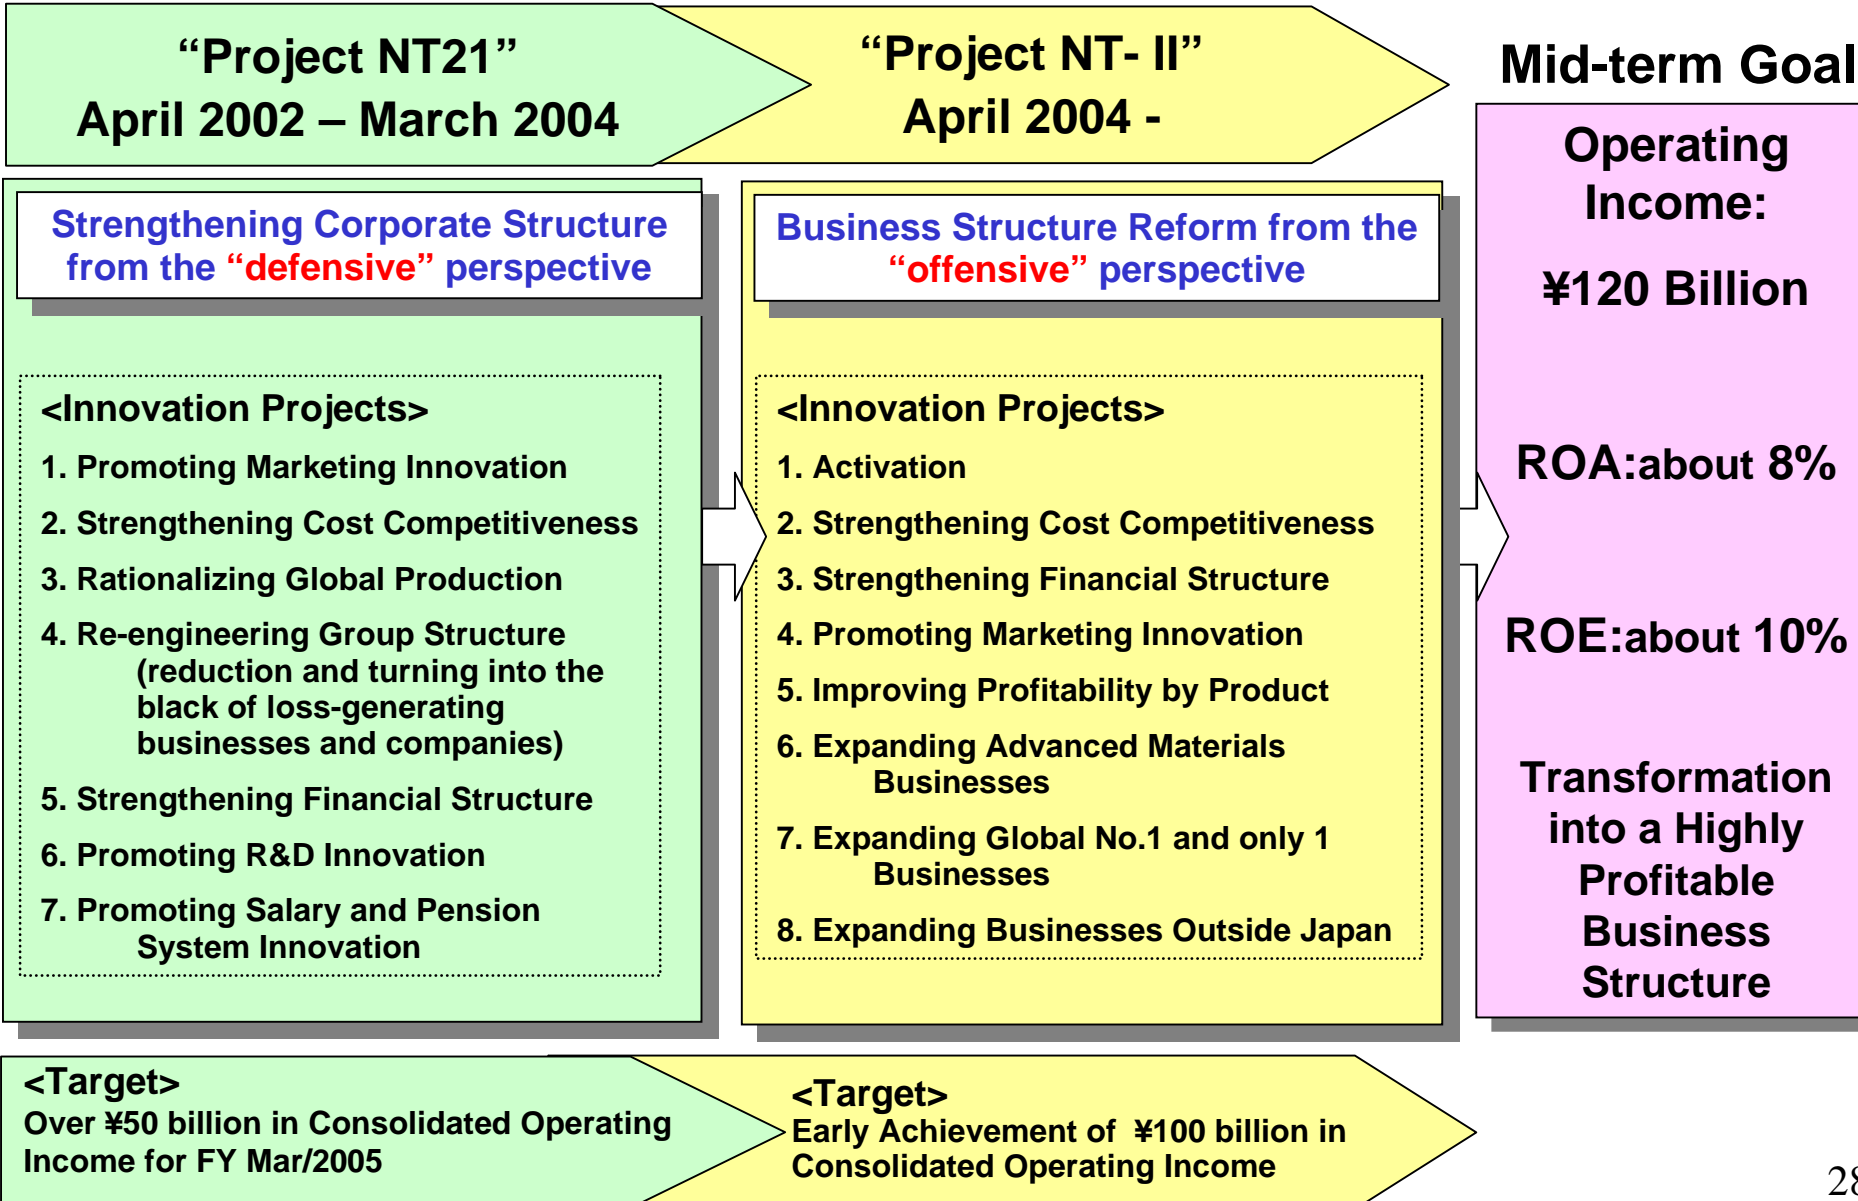 “Project NT21”
April 2002 – March 2004
“Project NT- II”
April 2004 -
Mid-term Goal
Strengthening Corporate Structure
from the “defensive” perspective
<Innovation Projects>
1. Promoting Marketing Innovation
2. Strengthening Cost Competitiveness
3. Rationalizing Global Production
4. Re-engineering Group Structure
(reduction and turning into the
black of loss-generating
businesses and companies)
5. Strengthening Financial Structure
6. Promoting R&D Innovation
7. Promoting Salary and Pension
System Innovation
Business Structure Reform from the
“offensive” perspective
<Innovation Projects>
1. Activation
2. Strengthening Cost Competitiveness
3. Strengthening Financial Structure
4. Promoting Marketing Innovation
5. Improving Profitability by Product
6. Expanding Advanced Materials
Businesses
7. Expanding Global No.1 and only 1
Businesses
8. Expanding Businesses Outside Japan
Operating
Income:
¥120 Billion
ROA:about 8%
ROE:about 10%
Transformation
into a Highly
Profitable
Business
Structure
<Target>
Over ¥50 billion in Consolidated Operating
Income for FY Mar/2005
<Target>
Early Achievement of ¥100 billion in
Consolidated Operating Income
28